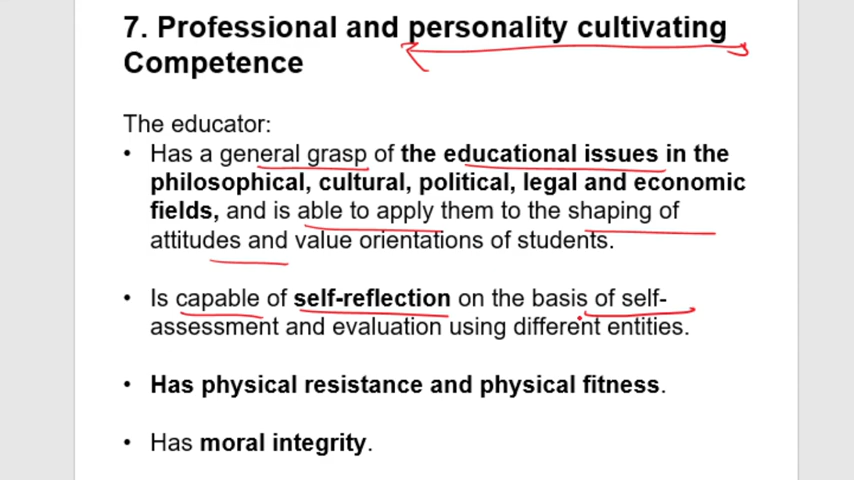 7. Professional and personality cultivating
Competence
The educator:
• Has a general grasp of the educational issues in the
philosophical, cultural, political, legal and economic
fields, and is able to apply them to the shaping of
attitudes and value orientations of students.
• Is capable of self-reflection on the basis of self-
assessment and evaluation using different entities.
• Has physical resistance and physical fitness.
• Has moral integrity.